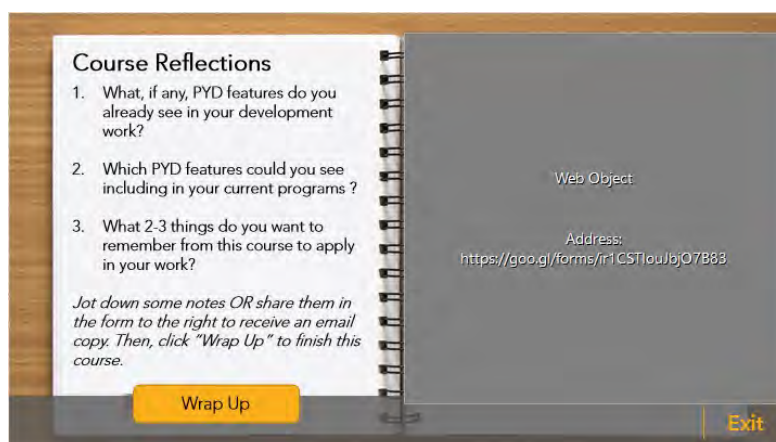 Course Reflections
1. What, if any, PYD features do you
already see in your development
work?
2. Which PYD features could you see
including in your current programs ?
3. What 2-3 things do you want to
remember from this course to apply
in your work?
Jot down some notes OR share them in
the form to the right to receive an email
copy. Then, click “Wrap Up” to finish this
course.
Wrap Up
Web Object
Address:
https://goo.gl/forms/ir1CSTIouJbjO7B83
Exit